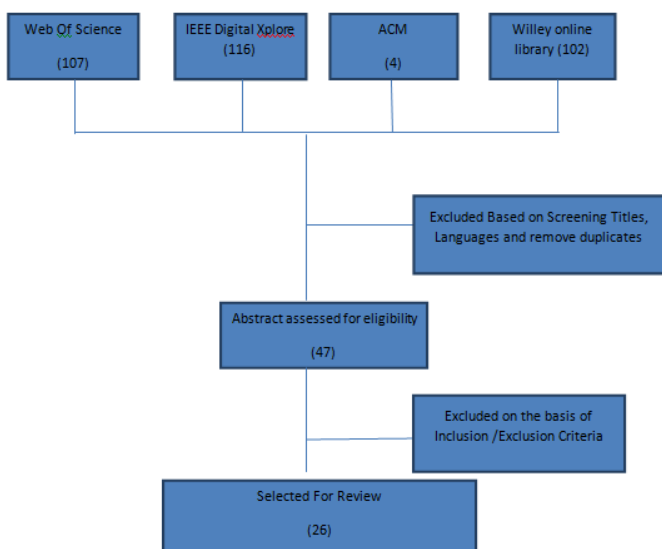 Web Of Science
(107)
IEEE Digital Xplore
(116)
ACM
(4)
Willey online
library (102)
Excluded Based on Screening Titles,
Languages and remove duplicates
Abstract assessed for eligibility
(47)
Excluded on the basis of
Inclusion /Exclusion Criteria
Selected For Review
(26)